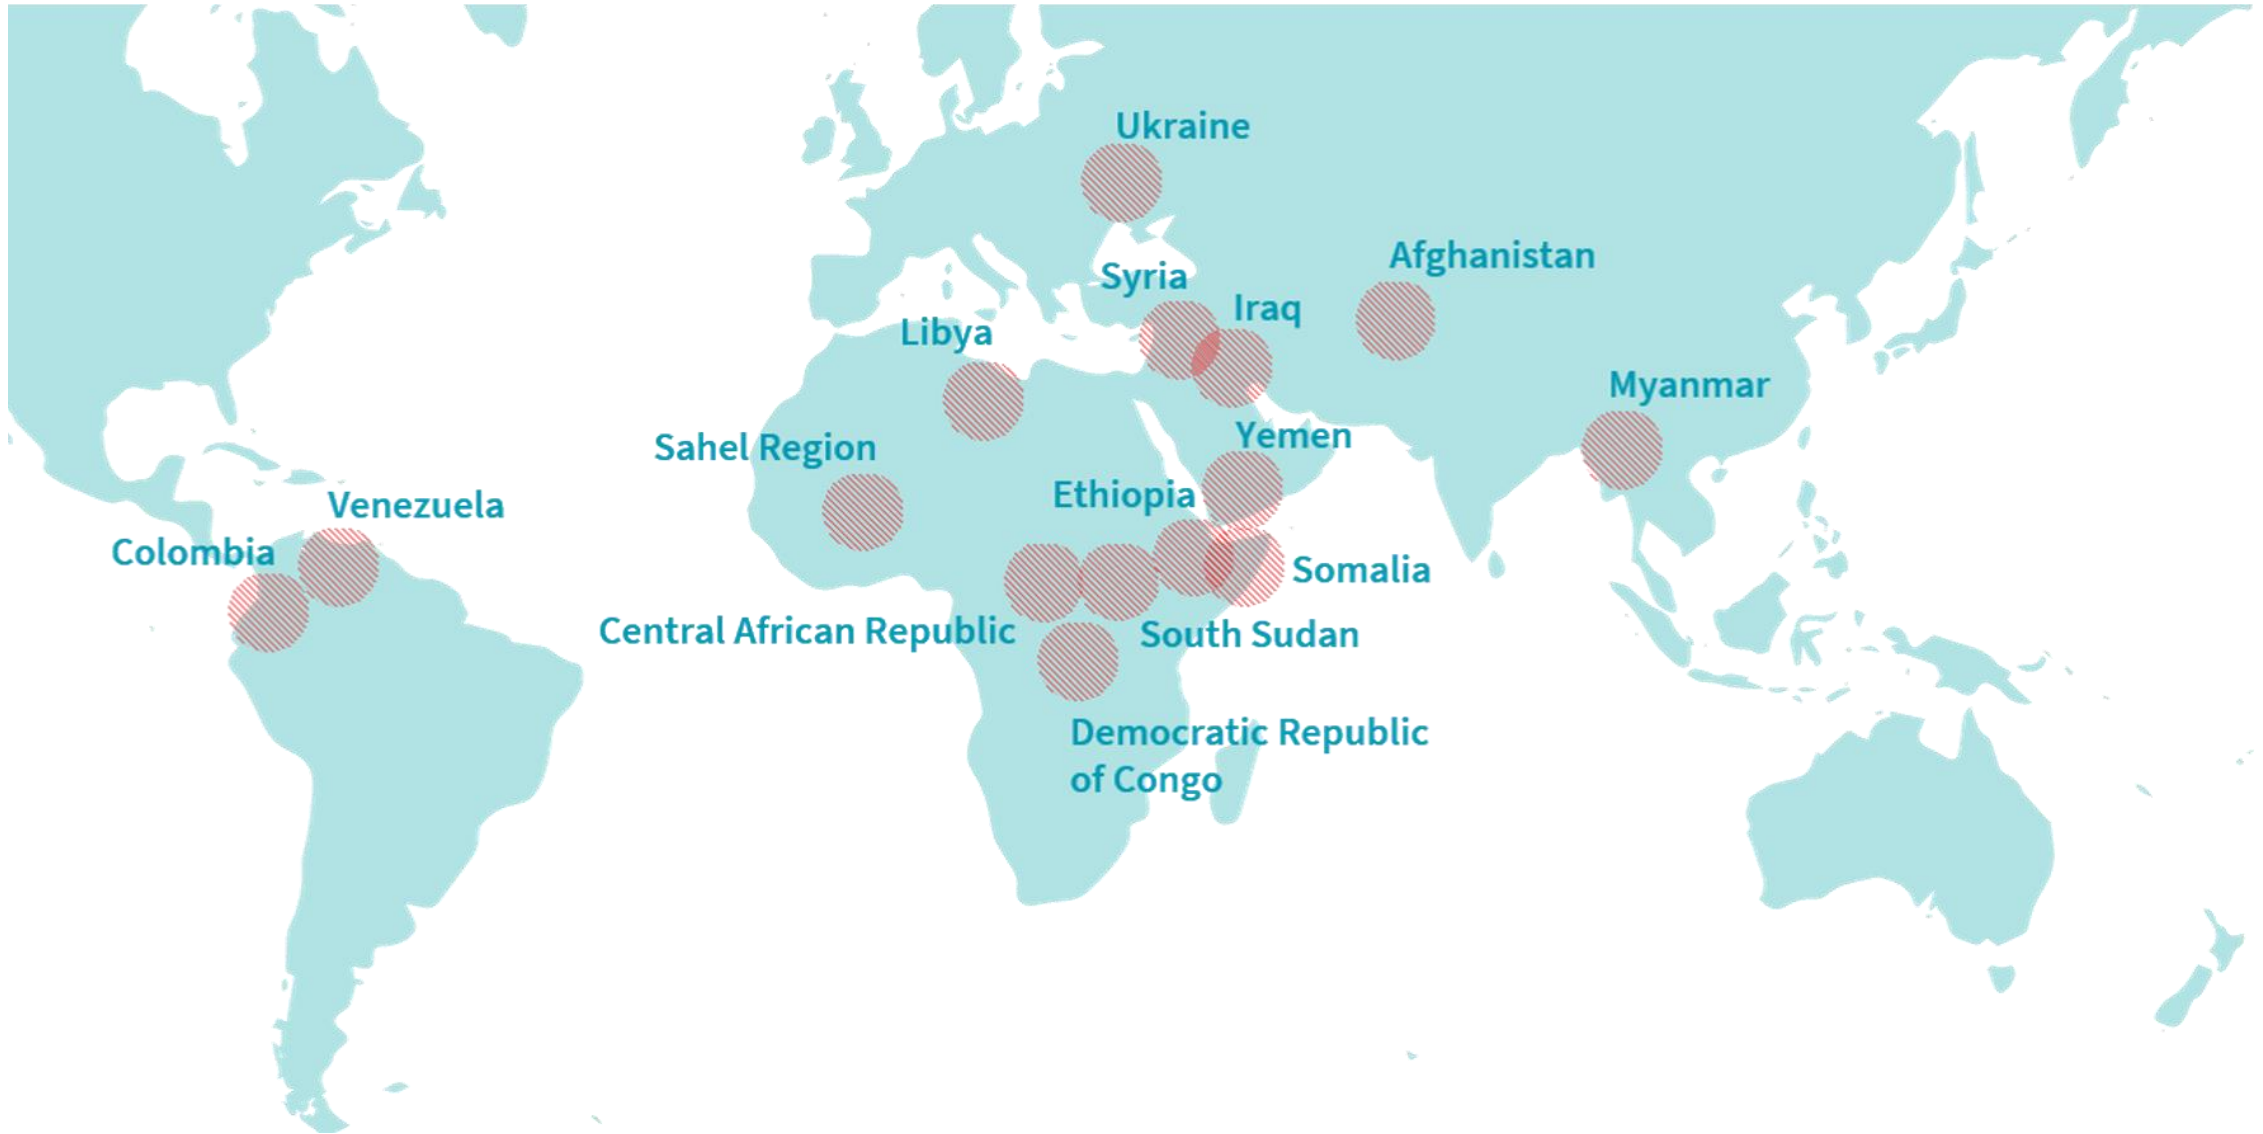 Ukraine
Afghanistan
Syria
Iraq
Libya
Myanmar
Yemen
Sahel Region
Ethiopia
Venezuela
Colombia
Somalia
Central African Republic
South Sudan
Democratic Republic
of Congo